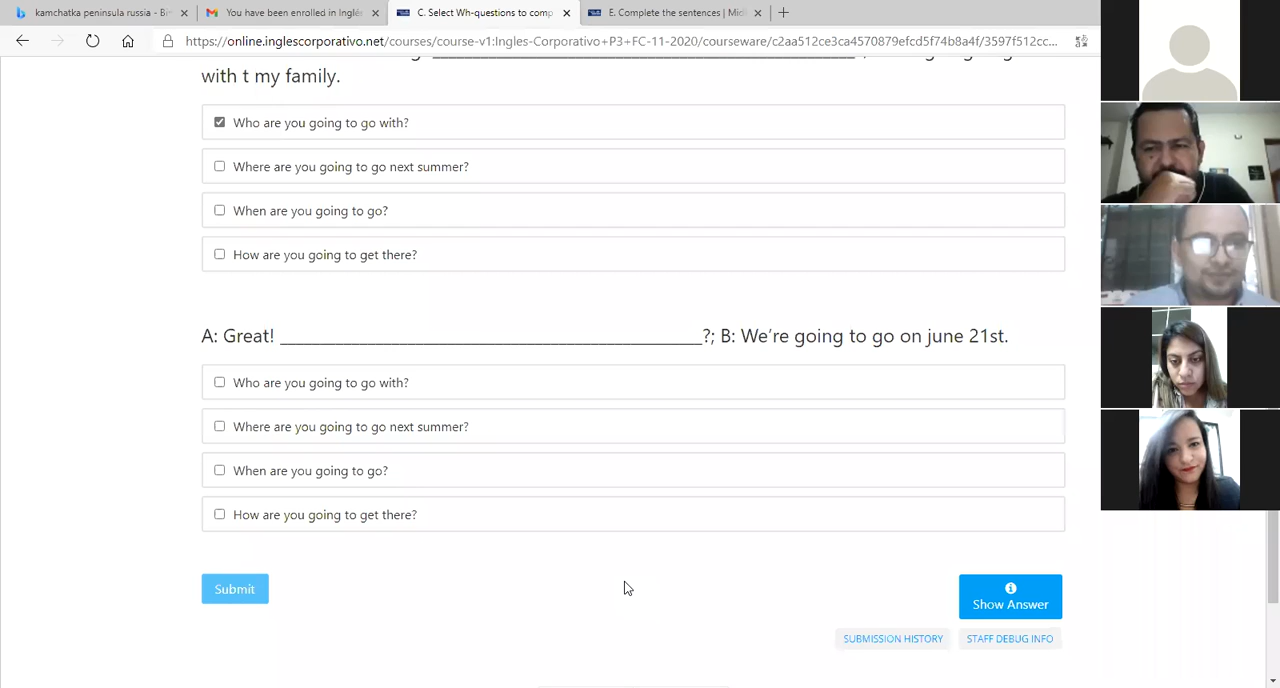 kamchatka peninsula russia - Bi
You have been enrolled in Inglé
C. Select Wh-questions to comp
E. Complete the sentences | Mid
https://online.inglescorporativo.net/courses/course-v1:Ingles-Corporativo+P3+FC-11-2020/courseware/c2aa512ce3ca4570879efcd5f74b8a4f/3597f512cc...
with t my family.
Who are you going to go with?
Where are you going to go next summer?
When are you going to go?
How are you going to get there?
A: Great! ______________________________________________?; B: We’re going to go on june 21st.
Who are you going to go with?
Where are you going to go next summer?
When are you going to go?
How are you going to get there?
Submit
Show Answer
SUBMISSION HISTORY
STAFF DEBUG INFO